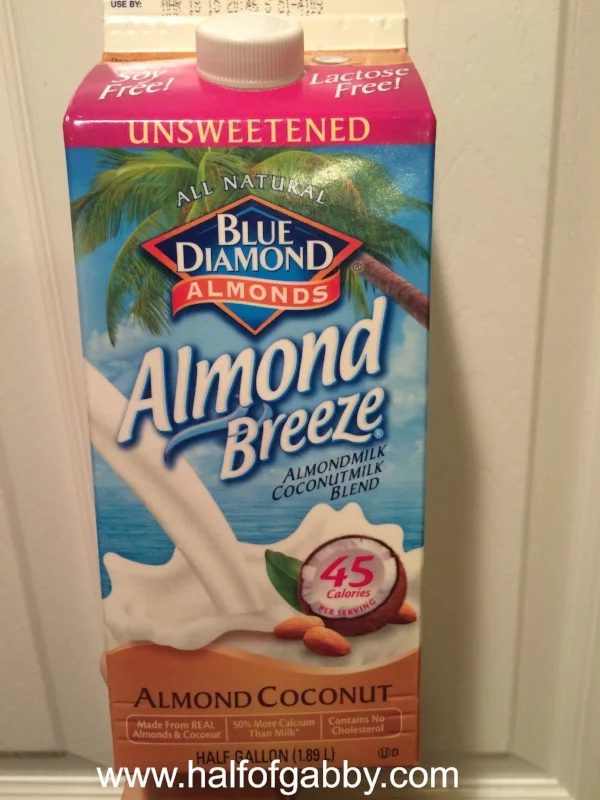 USE BY:
Soy
Free!
Lactose
Free!
UNSWEETENED
ALL NATURAL
BLUE
DIAMOND
ALMONDS
®
Almond
Breeze®
ALMONDMILK
COCONUTMILK
BLEND
45
Calories
PER SERVING
ALMOND COCONUT
Made From REAL
Almonds & Coconut
50% More Calcium
Than Milk*
Contains No
Cholesterol
HALF GALLON (1.89 L)
UD
www.halfofgabby.com